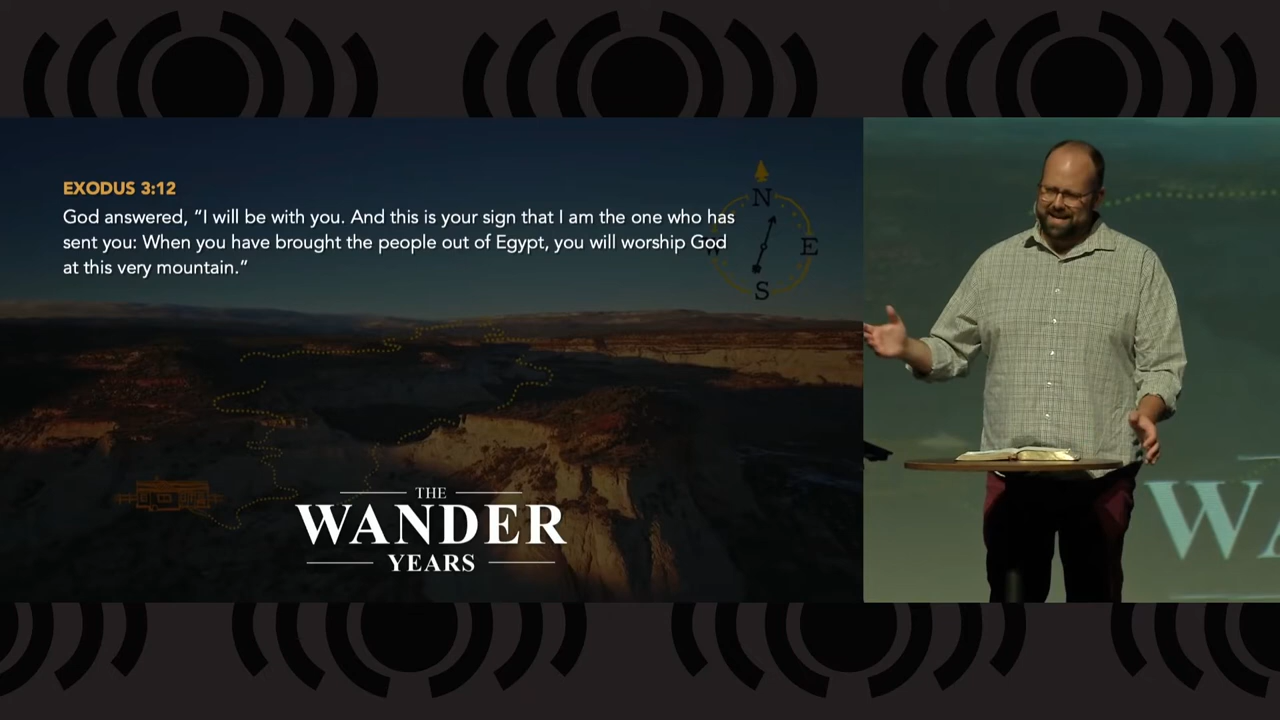 EXODUS 3:12
God answered, “I will be with you. And this is your sign that I am the one who has
sent you: When you have brought the people out of Egypt, you will worship God
at this very mountain.”
N
W E
S
THE
WANDER
YEARS
WA